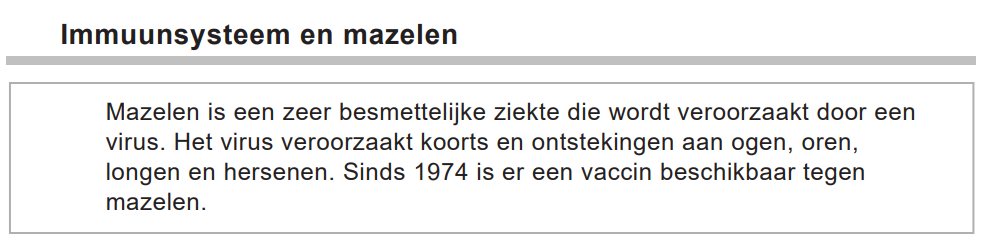 Immuunsysteem en mazelen
Mazelen is een zeer besmettelijke ziekte die wordt veroorzaakt door een
virus. Het virus veroorzaakt koorts en ontstekingen aan ogen, oren,
longen en hersenen. Sinds 1974 is er een vaccin beschikbaar tegen
mazelen.